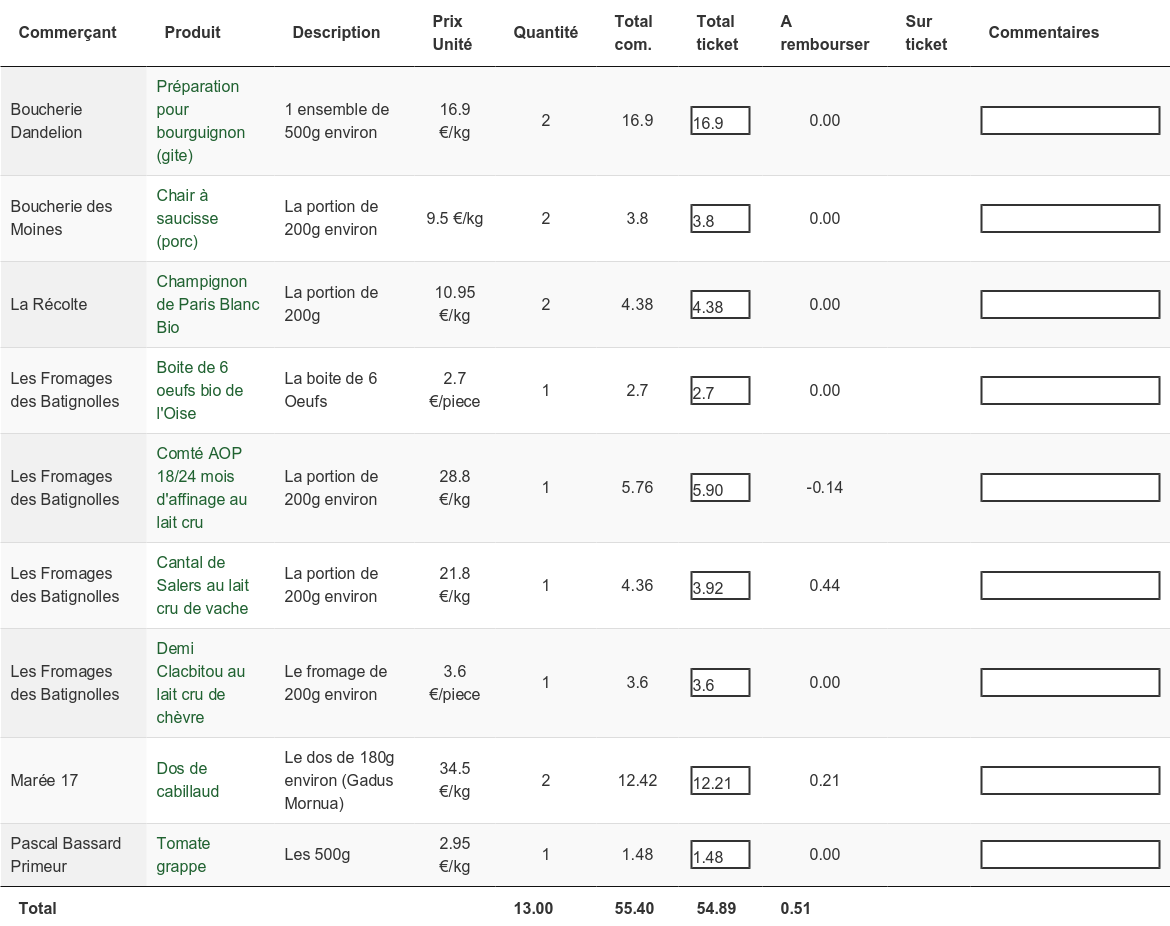 Commerçant Produit Description Prix Unité Quantité Total com. Total ticket A rembourser Sur ticket Commentaires
Boucherie Dandelion Préparation pour bourguignon (gite) 1 ensemble de 500g environ 16.9 €/kg 2 16.9 16.9 0.00
Boucherie des Moines Chair à saucisse (porc) La portion de 200g environ 9.5 €/kg 2 3.8 3.8 0.00
La Récolte Champignon de Paris Blanc Bio La portion de 200g 10.95 €/kg 2 4.38 4.38 0.00
Les Fromages des Batignolles Boite de 6 oeufs bio de l'Oise La boite de 6 Oeufs 2.7 €/piece 1 2.7 2.7 0.00
Les Fromages des Batignolles Comté AOP 18/24 mois d'affinage au lait cru La portion de 200g environ 28.8 €/kg 1 5.76 5.90 -0.14
Les Fromages des Batignolles Cantal de Salers au lait cru de vache La portion de 200g environ 21.8 €/kg 1 4.36 3.92 0.44
Les Fromages des Batignolles Demi Clacbitou au lait cru de chèvre Le fromage de 200g environ 3.6 €/piece 1 3.6 3.6 0.00
Marée 17 Dos de cabillaud Le dos de 180g environ (Gadus Mornua) 34.5 €/kg 2 12.42 12.21 0.21
Pascal Bassard Primeur Tomate grappe Les 500g 2.95 €/kg 1 1.48 1.48 0.00
Total 13.00 55.40 54.89 0.51